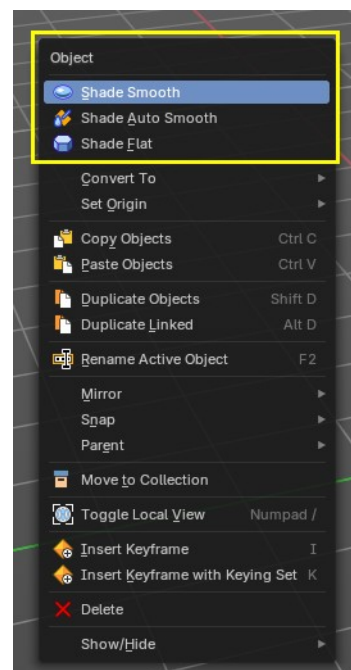 Object
Shade Smooth
Shade Auto Smooth
Shade Flat
Convert To
Set Origin
Copy Objects Ctrl C
Paste Objects Ctrl V
Duplicate Objects Shift D
Duplicate Linked Alt D
Rename Active Object F2
Mirror
Snap
Parent
Move to Collection
Toggle Local View Numpad /
Insert Keyframe I
Insert Keyframe with Keying Set K
Delete
Show/Hide